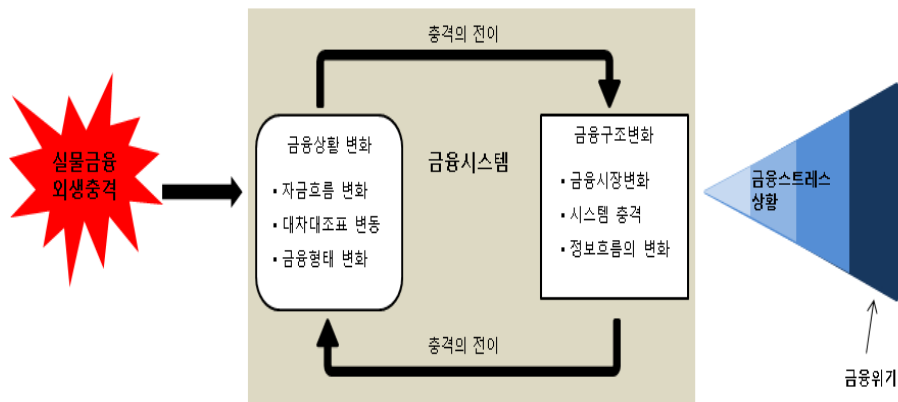 충격의 전이
실물금융
외생충격
금융상황 변화
▪ 자금흐름 변화
▪ 대차대조표 변동
▪ 금융형태 변화
금융시스템
금융구조변화
▪ 금융시장변화
▪ 시스템 충격
▪ 정보흐름의 변화
금융스트레스
상황
충격의 전이
금융위기